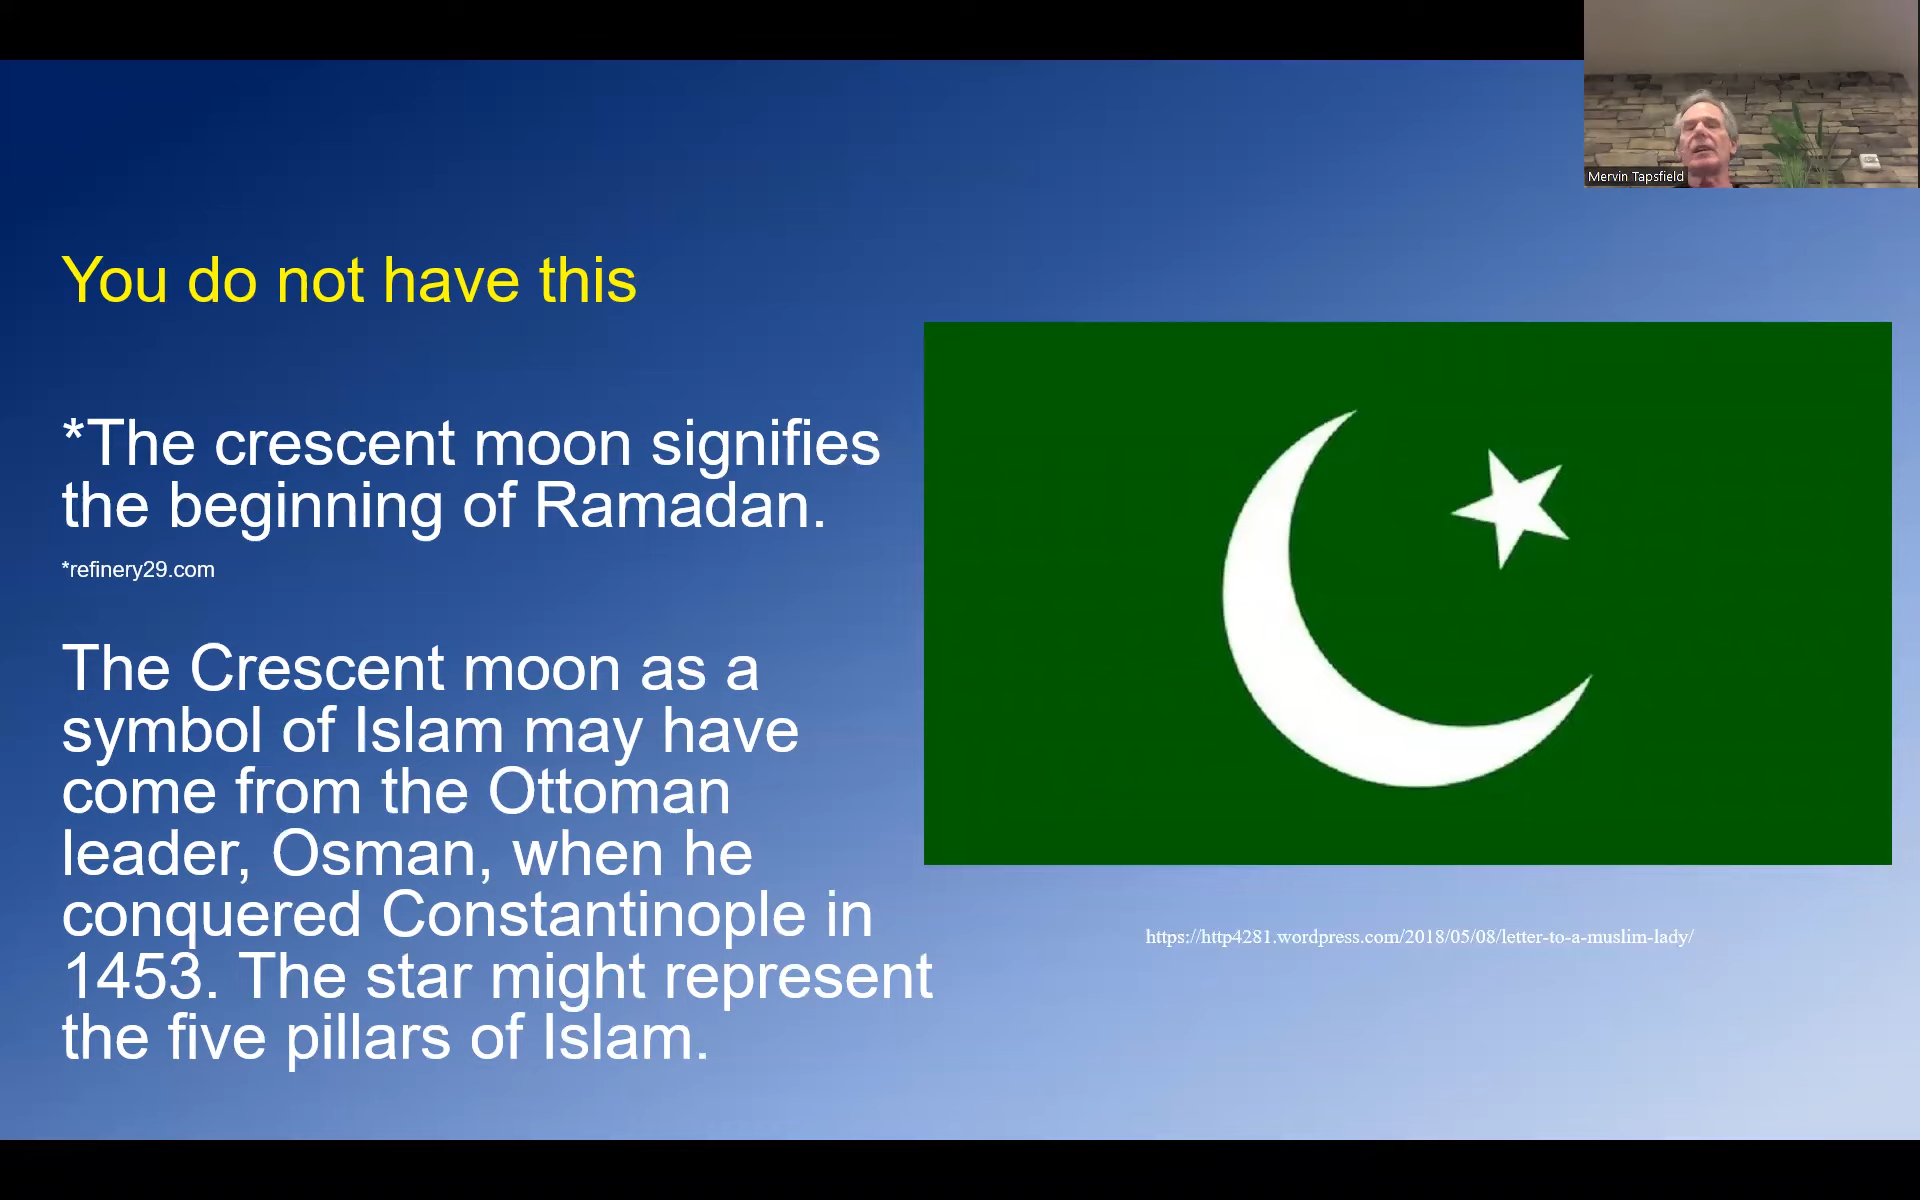 Mervin Tapsfield
You do not have this
*The crescent moon signifies
the beginning of Ramadan.
*refinery29.com
The Crescent moon as a
symbol of Islam may have
come from the Ottoman
leader, Osman, when he
conquered Constantinople in
1453. The star might represent
the five pillars of Islam.
https://http4281.wordpress.com/2018/05/08/letter-to-a-muslim-lady/